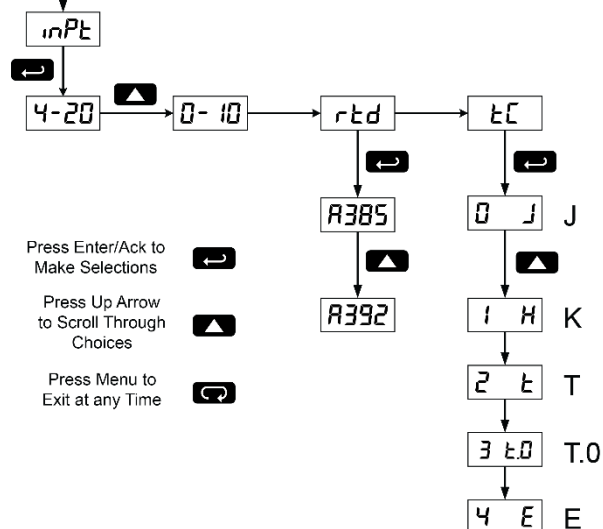 inPt
4-20
0-10
rtd
tC
A385
0 J
J
Press Enter/Ack to
Make Selections
A392
1 H
K
Press Up Arrow
to Scroll Through
Choices
2 t
T
Press Menu to
Exit at any Time
3 t.0
T.0
4 E
E